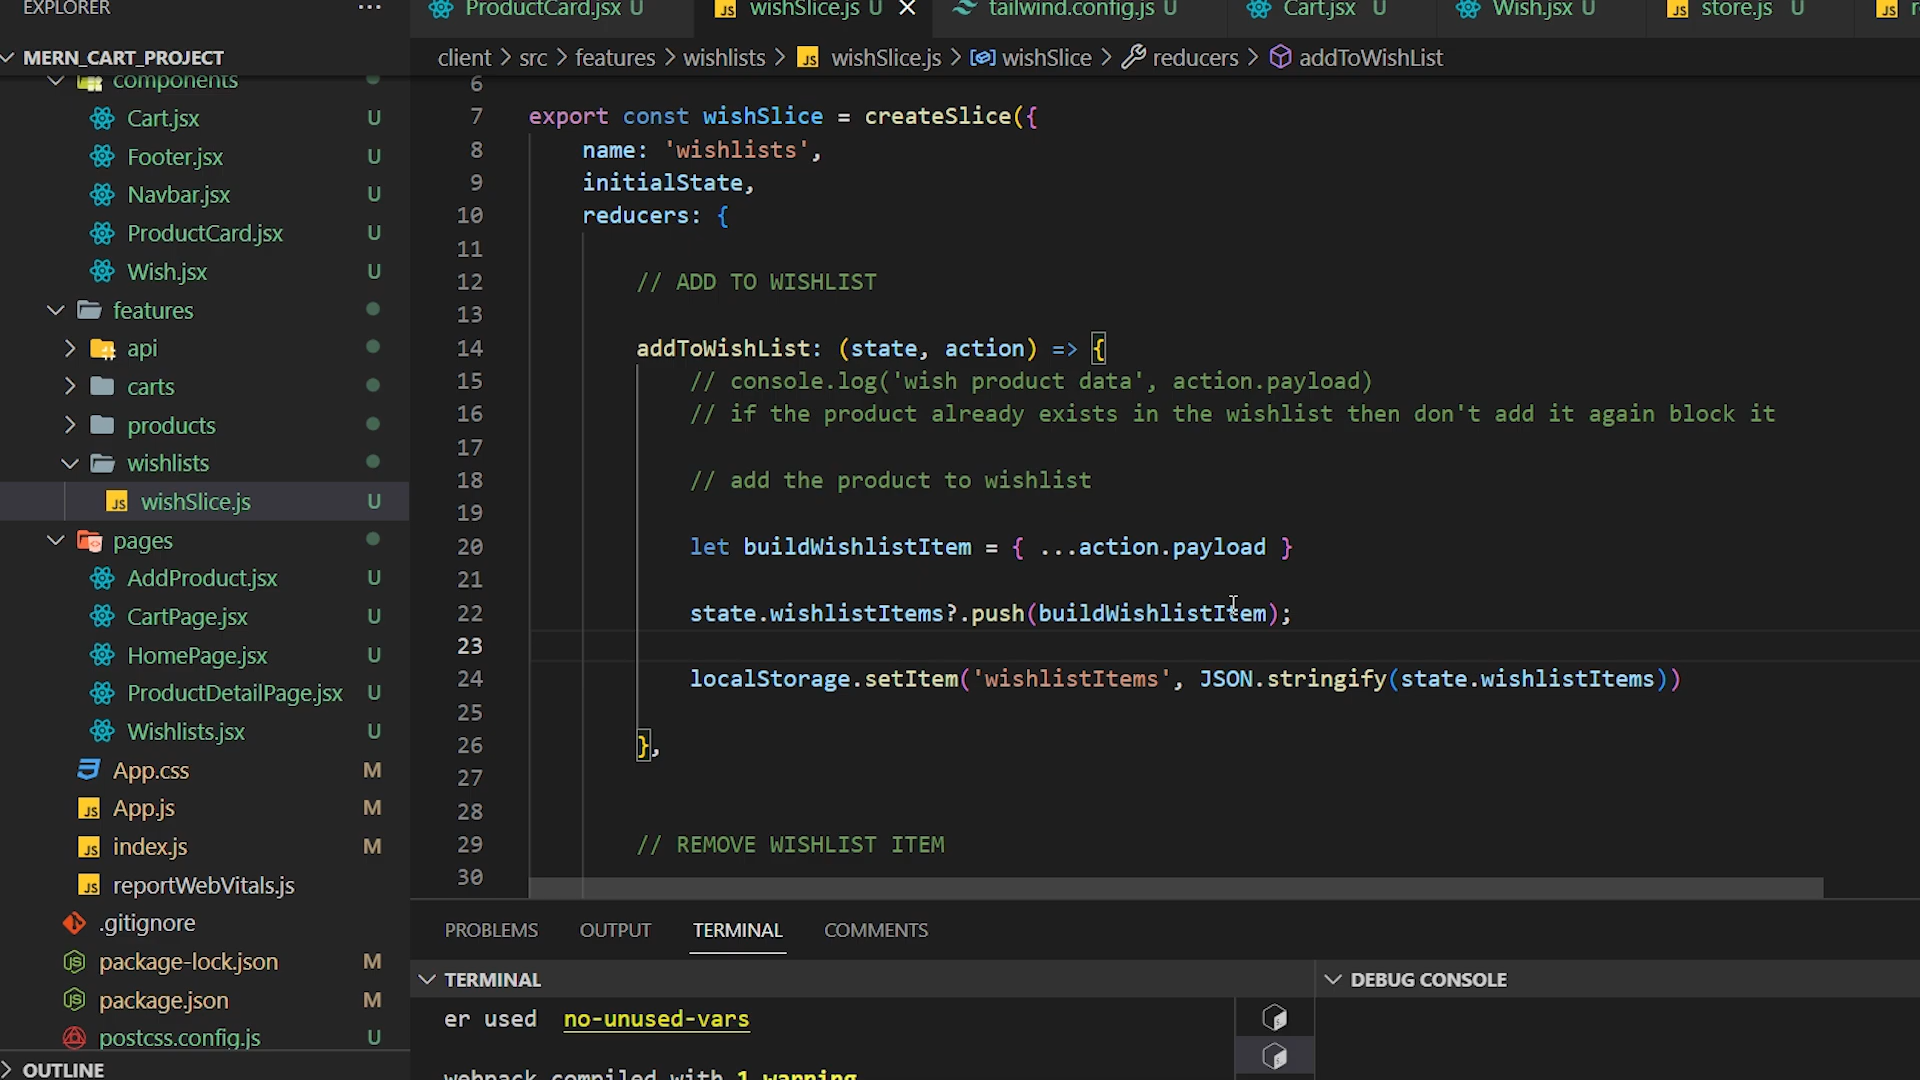 EXPLORER ...
MERN_CART_PROJECT
components
Cart.jsx U
Footer.jsx U
Navbar.jsx U
ProductCard.jsx U
Wish.jsx U
features
api
carts
products
wishlists
wishSlice.js U
pages
AddProduct.jsx U
CartPage.jsx U
HomePage.jsx U
ProductDetailPage.jsx U
Wishlists.jsx U
App.css M
App.js M
index.js M
reportWebVitals.js
.gitignore
package-lock.json M
package.json M
postcss.config.js U
OUTLINE
ProductCard.jsx U wishSlice.js U tailwind.config.js U Cart.jsx U Wish.jsx U store.js U
client > src > features > wishlists > wishSlice.js > wishSlice > reducers > addToWishList
6
7 export const wishSlice = createSlice({
8 name: 'wishlists',
9 initialState,
10 reducers: {
11
12 // ADD TO WISHLIST
13
14 addToWishList: (state, action) => {
15 // console.log('wish product data', action.payload)
16 // if the product already exists in the wishlist then don't add it again block it
17
18 // add the product to wishlist
19
20 let buildWishlistItem = { ...action.payload }
21
22 state.wishlistItems?.push(buildWishlistItem);
23
24 localStorage.setItem('wishlistItems', JSON.stringify(state.wishlistItems))
25
26 },
27
28
29 // REMOVE WISHLIST ITEM
30
PROBLEMS OUTPUT TERMINAL COMMENTS
TERMINAL
er used no-unused-vars
webpack compiled with 1 warning
DEBUG CONSOLE